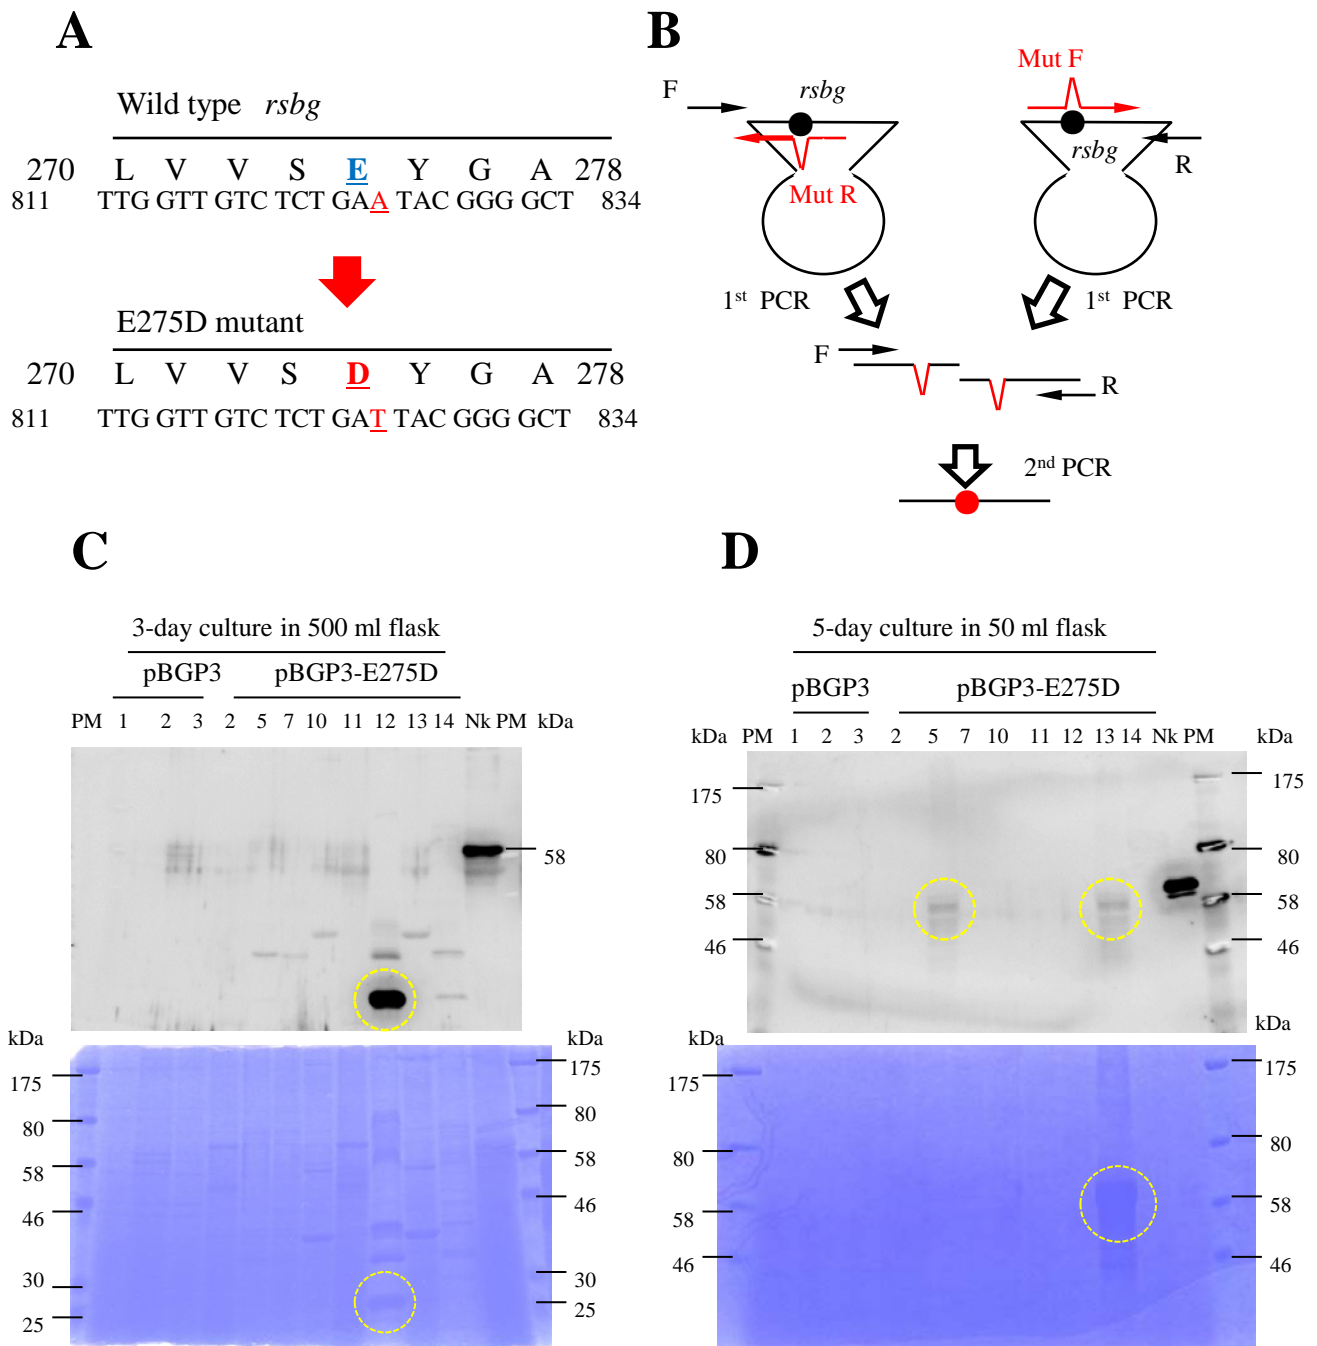 A
Wild type rsbg
270 L V V S E Y G A 278
811 TTG GTT GTC TCT GAA TAC GGG GCT 834
E275D mutant
270 L V V S D Y G A 278
811 TTG GTT GTC TCT GAT TAC GGG GCT 834
B
F
rsbg
Mut R
Mut F
rsbg
R
1st PCR
1st PCR
F
R
2nd PCR
C
3-day culture in 500 ml flask
pBGP3 pBGP3-E275D
PM 1 2 3 2 5 7 10 11 12 13 14 Nk PM kDa
58
kDa kDa
175 175
80 80
58 58
46 46
30 30
25 25
D
5-day culture in 50 ml flask
pBGP3 pBGP3-E275D
kDa PM 1 2 3 2 5 7 10 11 12 13 14 Nk PM kDa
175 175
80 80
58 58
46 46
kDa kDa
175 175
80 80
58 58
46 46